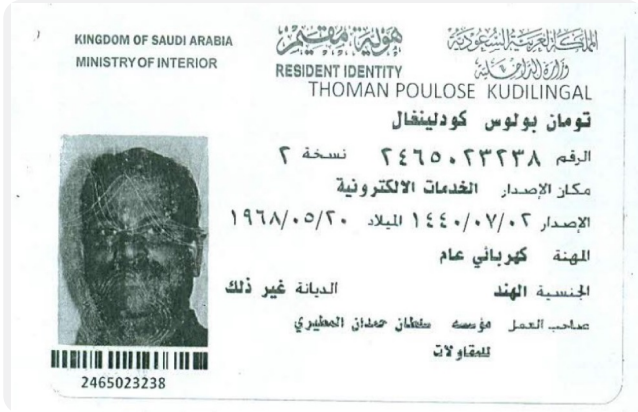 KINGDOM OF SAUDI ARABIA
MINISTRY OF INTERIOR
هوية مقيم
RESIDENT IDENTITY
المملكة العربية السعودية
وزارة الداخلية
THOMAN POULOSE KUDILINGAL
تومان بولوس كودلينغال
الرقم ٢٤٦٥٠٢٣٢٣٨ نسخة ٢
مكان الإصدار الخدمات الالكترونية
الإصدار ١٤٤٠/٠٧/٠٢ الميلاد ١٩٦٨/٠٥/٢٠
المهنة كهربائي عام
الجنسية الهند الديانة غير ذلك
صاحب العمل مؤسسه سلطان حمدان المطيري
للمقاولات
2465023238